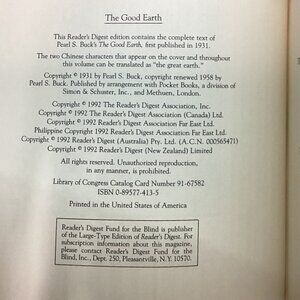 The Good Earth
This Reader's Digest edition contains the complete text of
Pearl S. Buck's The Good Earth, first published in 1931.
The two Chinese characters that appear on the cover and throughout
this volume can be translated as "the great earth."
Copyright © 1931 by Pearl S. Buck, copyright renewed 1958 by
Pearl S. Buck. Published by arrangement with Pocket Books, a division of
Simon & Schuster, Inc., and Methuen, London.
Copyright © 1992 The Reader's Digest Association, Inc.
Copyright © 1992 The Reader's Digest Association (Canada) Ltd.
Copyright © 1992 Reader's Digest Association Far East Ltd.
Philippine Copyright 1992 Reader's Digest Association Far East Ltd.
Copyright © 1992 Reader's Digest (Australia) Pty. Ltd. (A.C.N. 000565471)
Copyright © 1992 Reader's Digest (New Zealand) Limited
All rights reserved. Unauthorized reproduction,
in any manner, is prohibited.
Library of Congress Catalog Card Number 91-67582
ISBN 0-89577-413-5
Printed in the United States of America
Reader's Digest Fund for the Blind is publisher
of the Large-Type Edition of Reader's Digest. For
subscription information about this magazine,
please contact Reader's Digest Fund for the
Blind, Inc., Dept. 250, Pleasantville, N.Y. 10570.